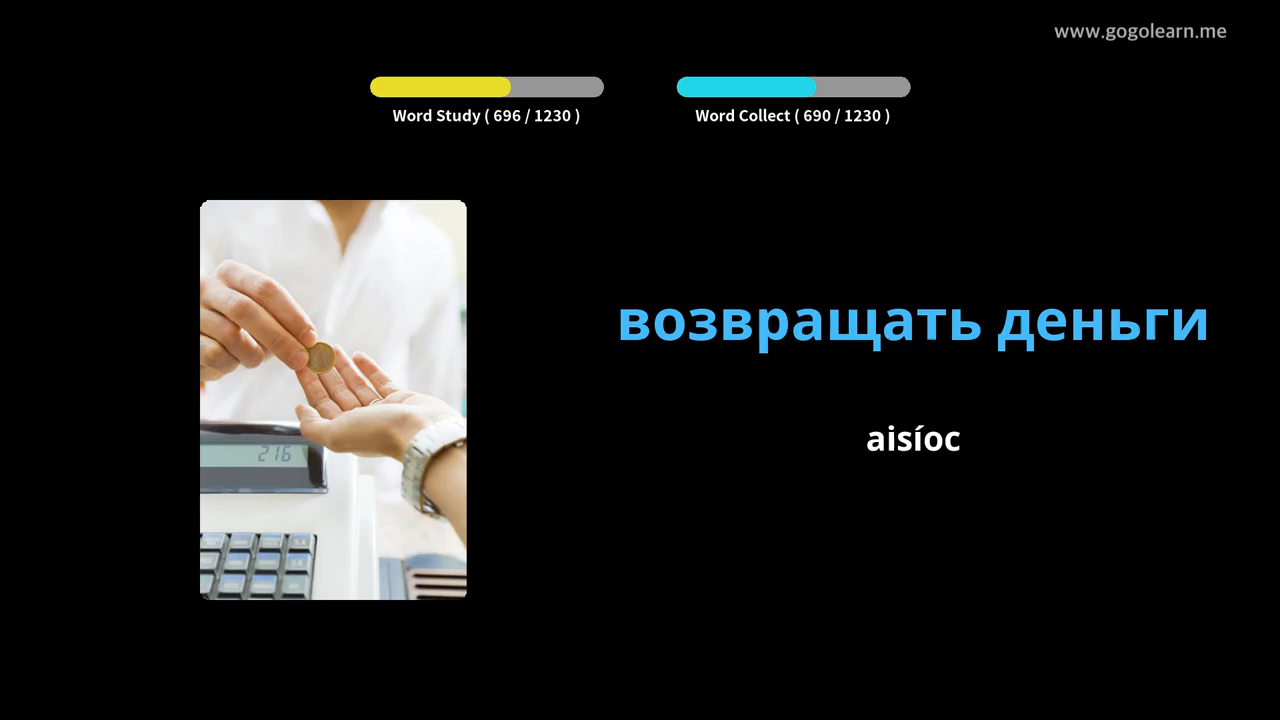 www.gogolearn.me
Word Study ( 696 / 1230 )
Word Collect ( 690 / 1230 )
возвращать деньги
aisíoc
216